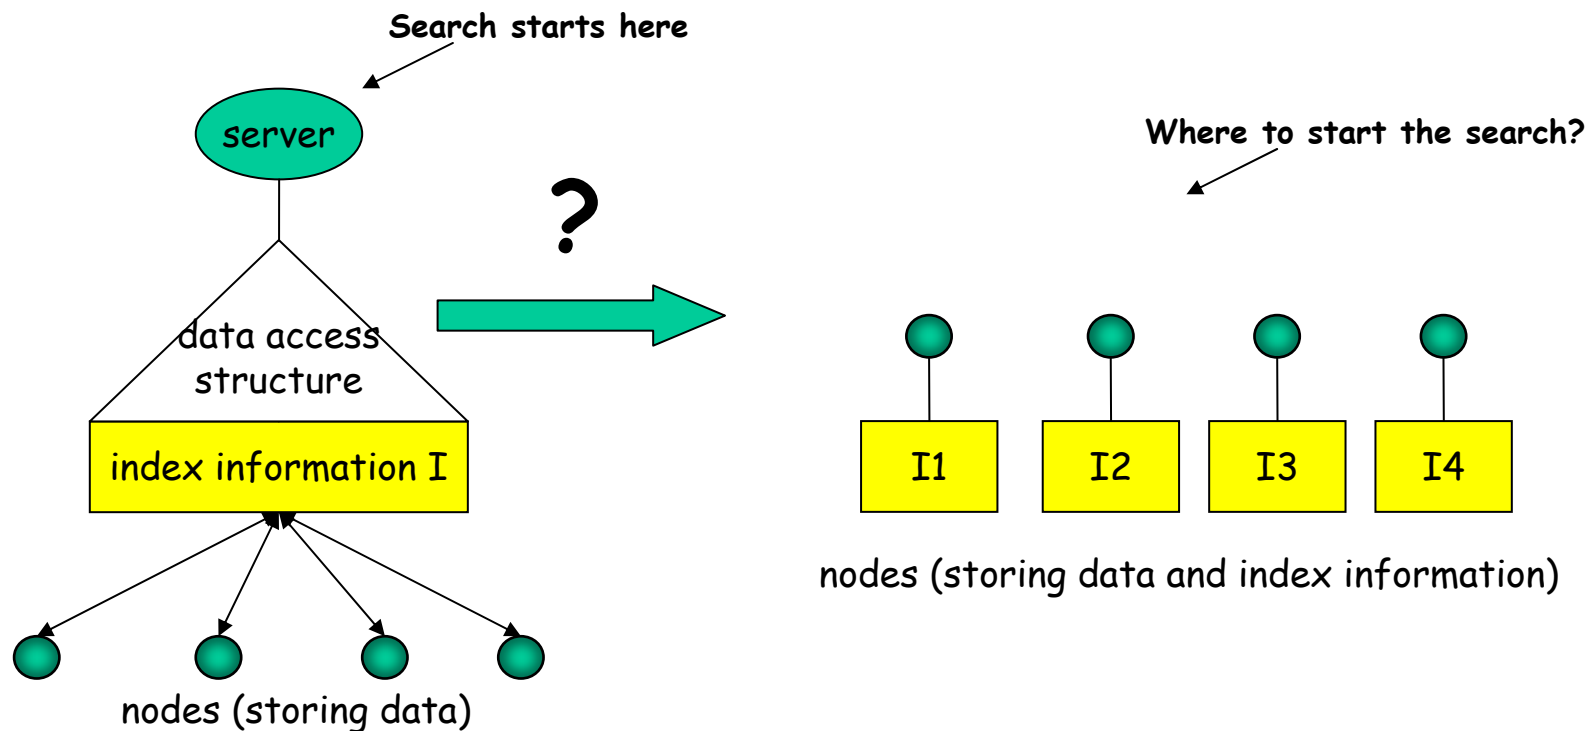 Search starts here
server
?
data access
structure
index information I
nodes (storing data)
Where to start the search?
I1
I2
I3
I4
nodes (storing data and index information)